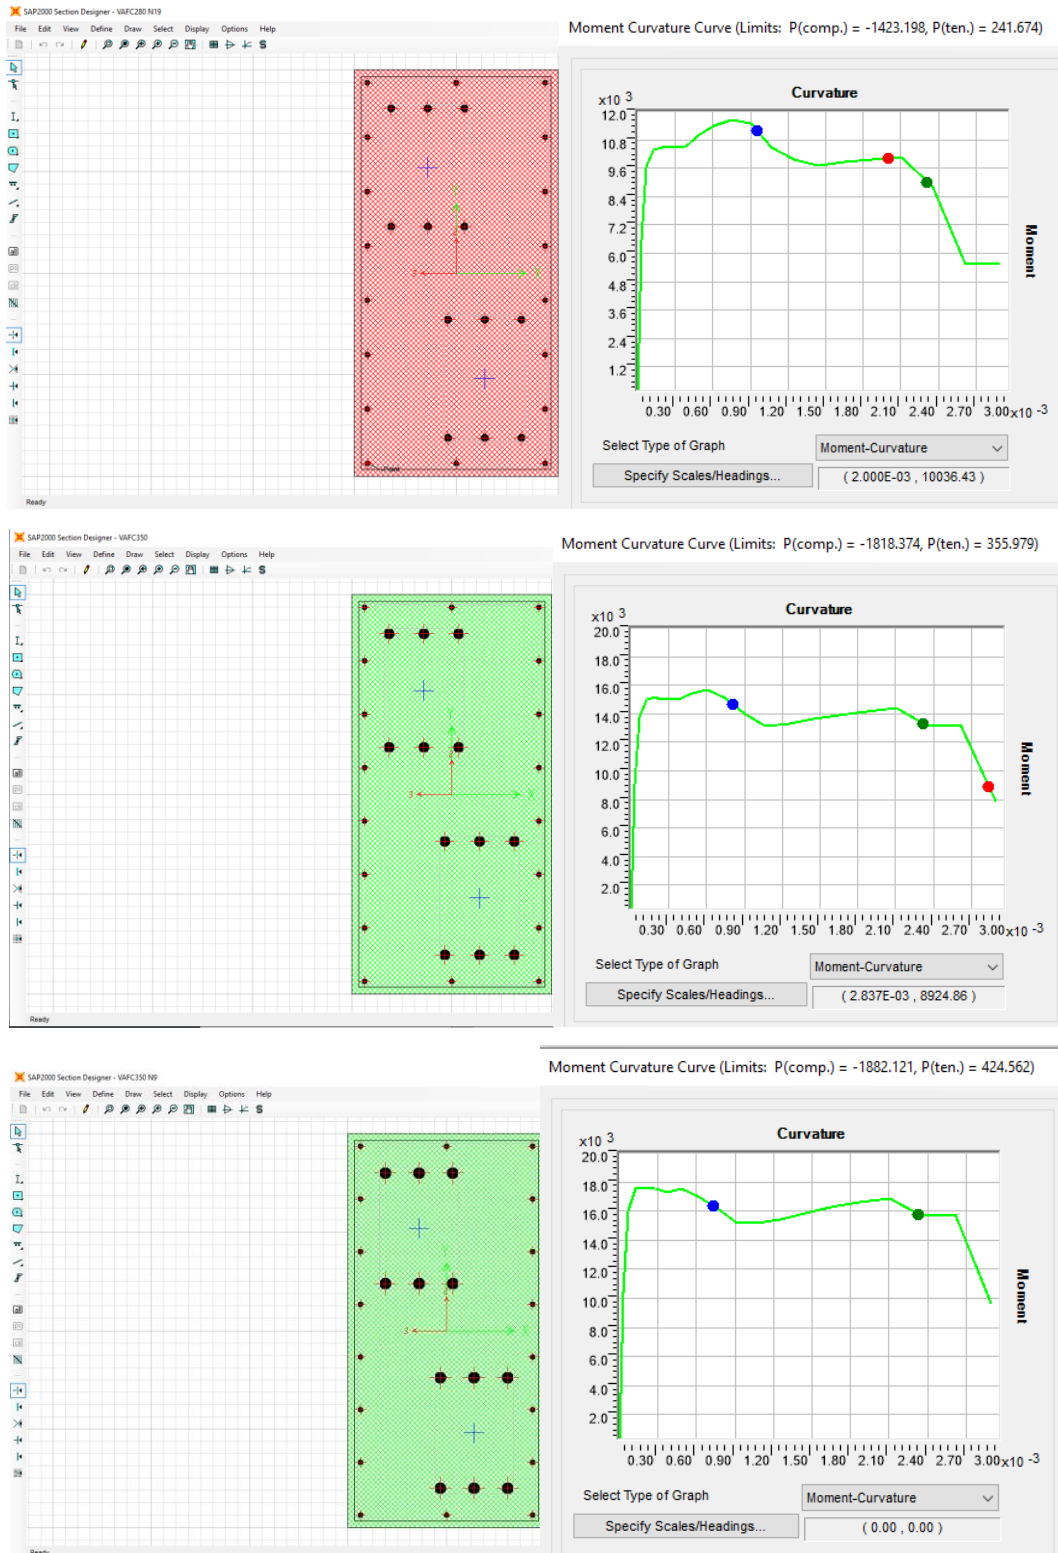 SAP2000 Section Designer - VAFC280 N19
File Edit View Define Draw Select Display Options Help
Moment Curvature Curve (Limits: P(comp.) = -1423.198, P(ten.) = 241.674)
Curvature
x10 3
12.0
10.8
9.6
8.4
7.2
6.0
4.8
3.6
2.4
1.2
Moment
0.30 0.60 0.90 1.20 1.50 1.80 2.10 2.40 2.70 3.00 x10 -3
Select Type of Graph
Moment-Curvature
Specify Scales/Headings...
( 2.000E-03 , 10036.43 )
Y
X
3
Point
Ready
SAP2000 Section Designer - VAFC350
File Edit View Define Draw Select Display Options Help
Moment Curvature Curve (Limits: P(comp.) = -1818.374, P(ten.) = 355.979)
Curvature
x10 3
20.0
18.0
16.0
14.0
12.0
10.0
8.0
6.0
4.0
2.0
Moment
0.30 0.60 0.90 1.20 1.50 1.80 2.10 2.40 2.70 3.00 x10 -3
Select Type of Graph
Moment-Curvature
Specify Scales/Headings...
( 2.837E-03 , 8924.86 )
Y
X
3
Ready
SAP2000 Section Designer - VAFC350 N9
File Edit View Define Draw Select Display Options Help
Moment Curvature Curve (Limits: P(comp.) = -1882.121, P(ten.) = 424.562)
Curvature
x10 3
20.0
18.0
16.0
14.0
12.0
10.0
8.0
6.0
4.0
2.0
Moment
0.30 0.60 0.90 1.20 1.50 1.80 2.10 2.40 2.70 3.00 x10 -3
Select Type of Graph
Moment-Curvature
Specify Scales/Headings...
( 0.00 , 0.00 )
Y
X
3
Ready